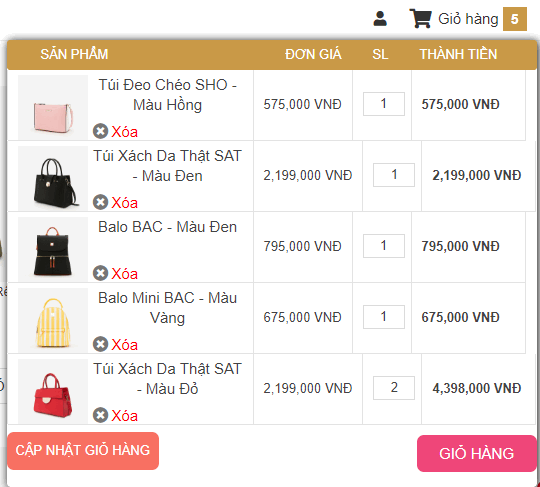 Giỏ hàng 5
SẢN PHẨM ĐƠN GIÁ SL THÀNH TIỀN
Túi Đeo Chéo SHO -
Màu Hồng
575,000 VNĐ 1 575,000 VNĐ
Xóa
Túi Xách Da Thật SAT
- Màu Đen
2,199,000 VNĐ 1 2,199,000 VNĐ
Xóa
Balo BAC - Màu Đen
795,000 VNĐ 1 795,000 VNĐ
Xóa
Balo Mini BAC - Màu
Vàng
675,000 VNĐ 1 675,000 VNĐ
Xóa
Túi Xách Da Thật SAT
- Màu Đỏ
2,199,000 VNĐ 2 4,398,000 VNĐ
Xóa
CẬP NHẬT GIỎ HÀNG GIỎ HÀNG